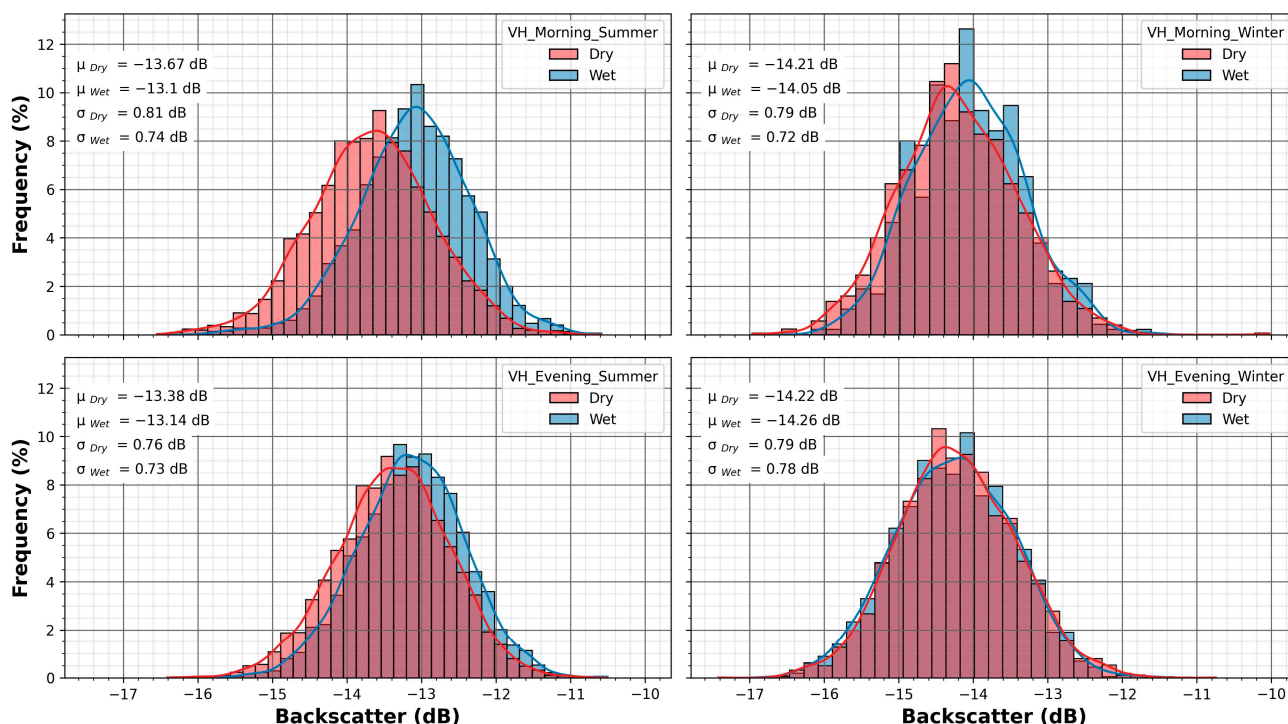 VH_Morning_Summer
Dry
Wet
μ Dry = −13.67 dB
μ Wet = −13.1 dB
σ Dry = 0.81 dB
σ Wet = 0.74 dB
Frequency (%)
12
10
8
6
4
2
0
VH_Morning_Winter
Dry
Wet
μ Dry = −14.21 dB
μ Wet = −14.05 dB
σ Dry = 0.79 dB
σ Wet = 0.72 dB
VH_Evening_Summer
Dry
Wet
μ Dry = −13.38 dB
μ Wet = −13.14 dB
σ Dry = 0.76 dB
σ Wet = 0.73 dB
Frequency (%)
12
10
8
6
4
2
0
−17 −16 −15 −14 −13 −12 −11 −10
Backscatter (dB)
VH_Evening_Winter
Dry
Wet
μ Dry = −14.22 dB
μ Wet = −14.26 dB
σ Dry = 0.79 dB
σ Wet = 0.78 dB
−17 −16 −15 −14 −13 −12 −11 −10
Backscatter (dB)